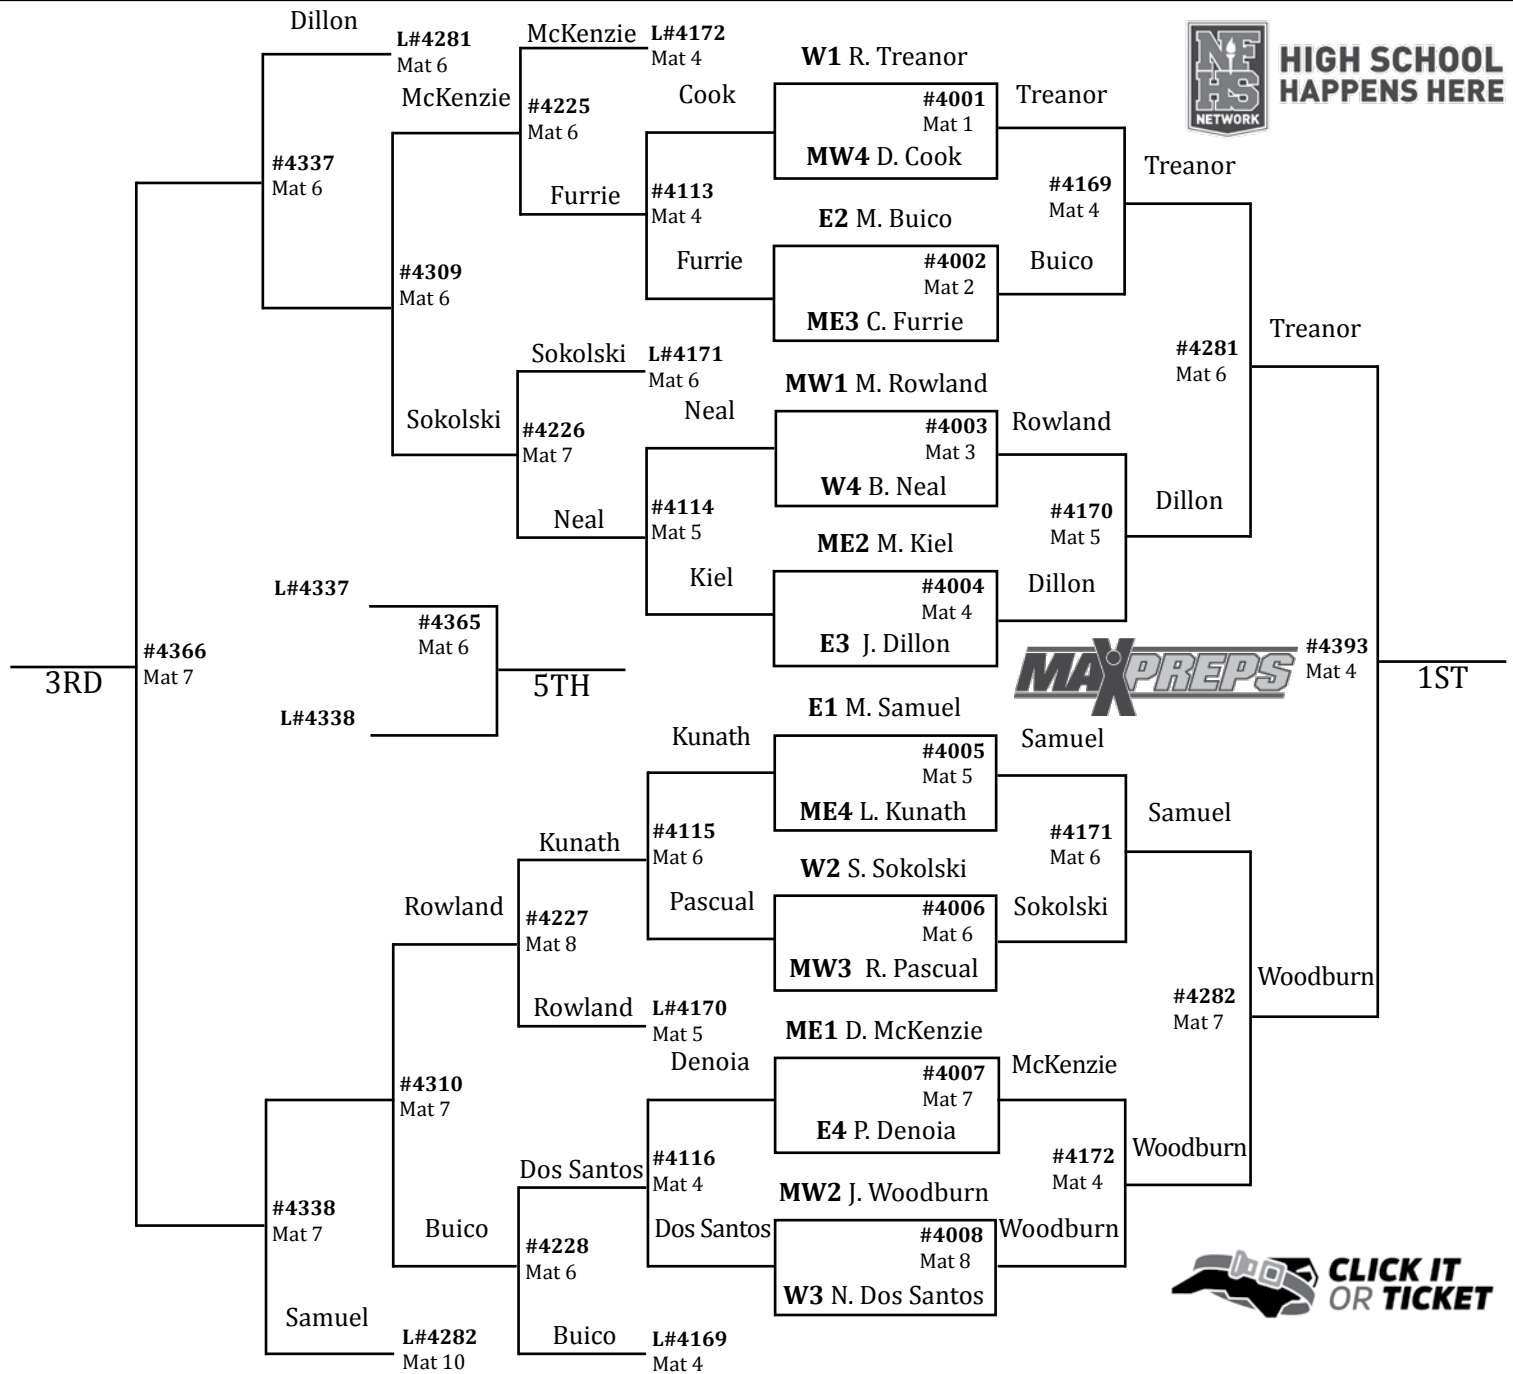 Dillon
L#4281
Mat 6
McKenzie
L#4172
Mat 4
W1 R. Treanor
NFHS
NETWORK
HIGH SCHOOL
HAPPENS HERE
McKenzie
#4225
Mat 6
Cook
#4001
Mat 1
Treanor
#4337
Mat 6
MW4 D. Cook
Treanor
Furrie
#4113
Mat 4
#4169
Mat 4
E2 M. Buico
#4309
Mat 6
Furrie
#4002
Mat 2
Buico
ME3 C. Furrie
Treanor
Sokolski
L#4171
Mat 6
#4281
Mat 6
MW1 M. Rowland
Sokolski
#4226
Mat 7
Neal
#4003
Mat 3
Rowland
W4 B. Neal
Neal
#4114
Mat 5
#4170
Mat 5
Dillon
ME2 M. Kiel
L#4337
Kiel
#4004
Mat 4
Dillon
#4365
Mat 6
E3 J. Dillon
3RD
#4366
Mat 7
5TH
MAXPREPS
#4393
Mat 4
1ST
L#4338
E1 M. Samuel
Kunath
#4005
Mat 5
Samuel
ME4 L. Kunath
Samuel
Kunath
#4115
Mat 6
#4171
Mat 6
W2 S. Sokolski
Rowland
#4227
Mat 8
Pascual
#4006
Mat 6
Sokolski
MW3 R. Pascual
Woodburn
Rowland
L#4170
Mat 5
#4282
Mat 7
ME1 D. McKenzie
#4310
Mat 7
Denoia
#4007
Mat 7
McKenzie
E4 P. Denoia
Dos Santos
#4116
Mat 4
#4172
Mat 4
Woodburn
MW2 J. Woodburn
#4338
Mat 7
Buico
#4228
Mat 6
Dos Santos
#4008
Mat 8
Woodburn
W3 N. Dos Santos
CLICK IT
OR TICKET
Samuel
L#4282
Mat 10
Buico
L#4169
Mat 4